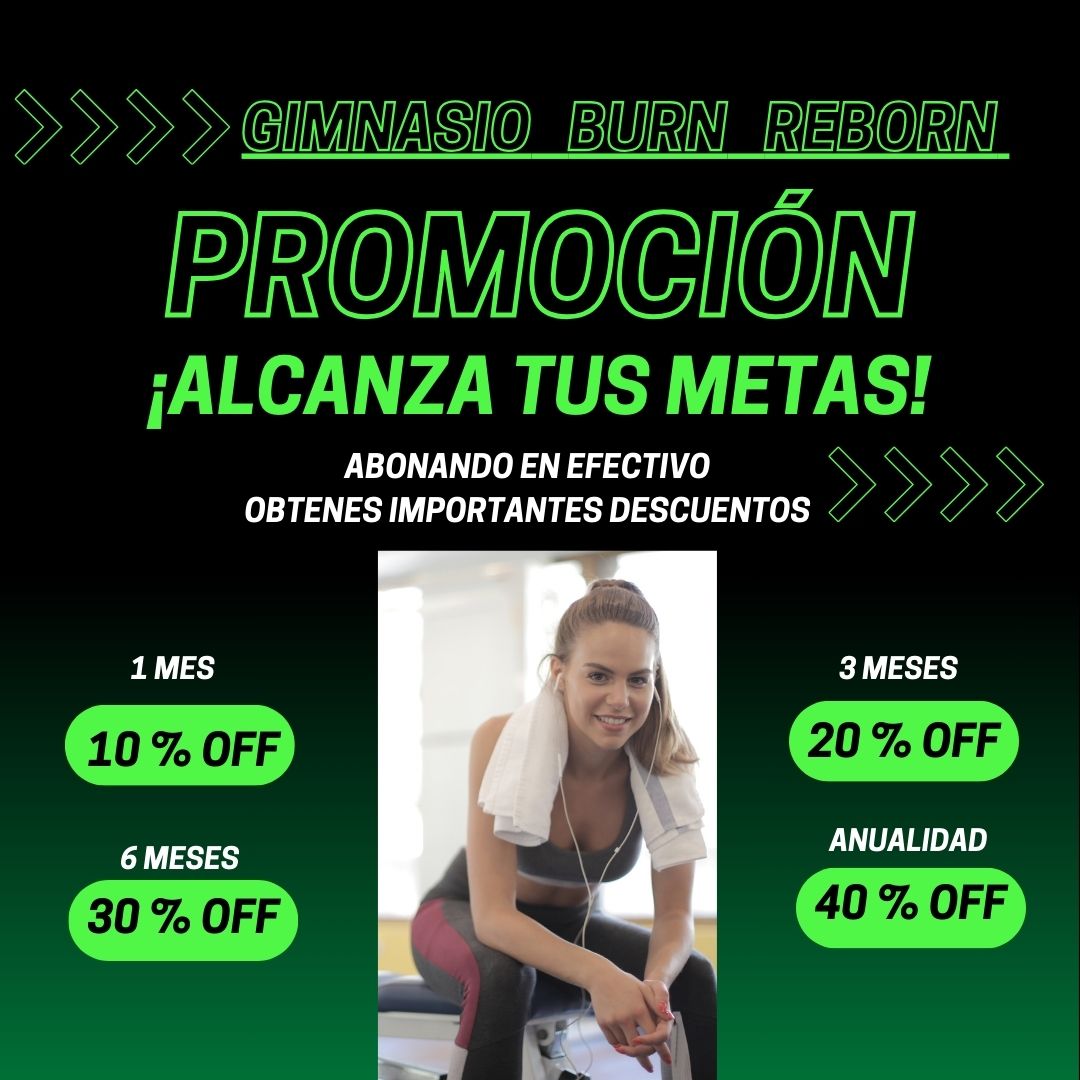 GIMNASIO BURN REBORN
PROMOCIÓN
¡ALCANZA TUS METAS!
ABONANDO EN EFECTIVO
OBTENES IMPORTANTES DESCUENTOS
1 MES
10 % OFF
3 MESES
20 % OFF
6 MESES
30 % OFF
ANUALIDAD
40 % OFF